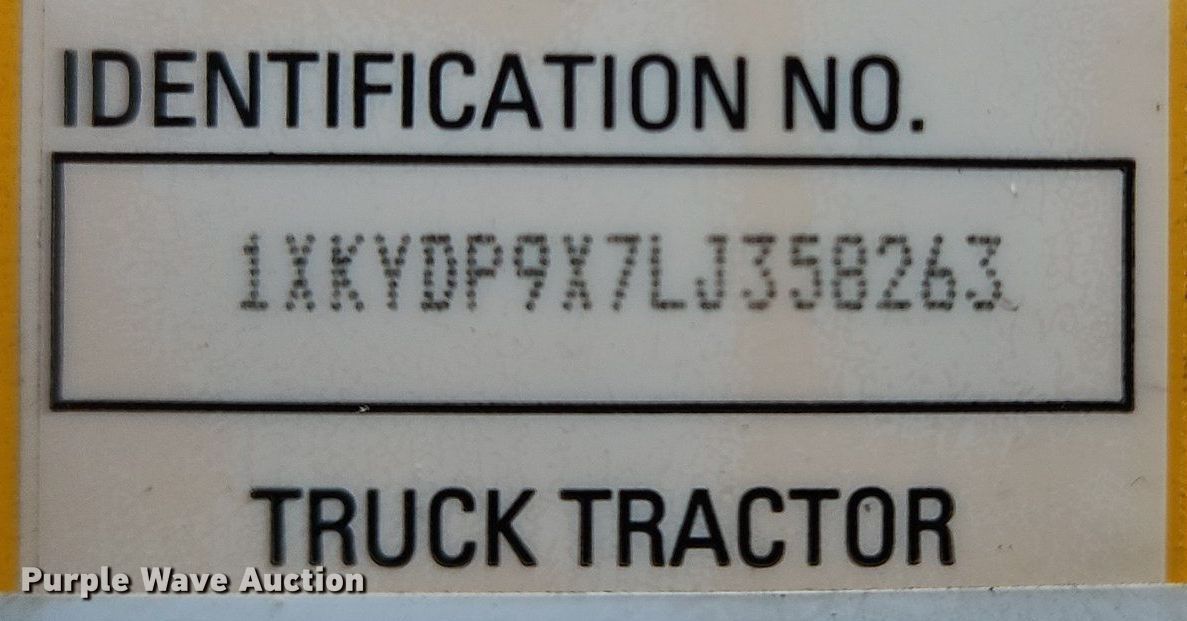 IDENTIFICATION NO.
1XKYDP9X7LJ358263
TRUCK TRACTOR
Purple Wave Auction